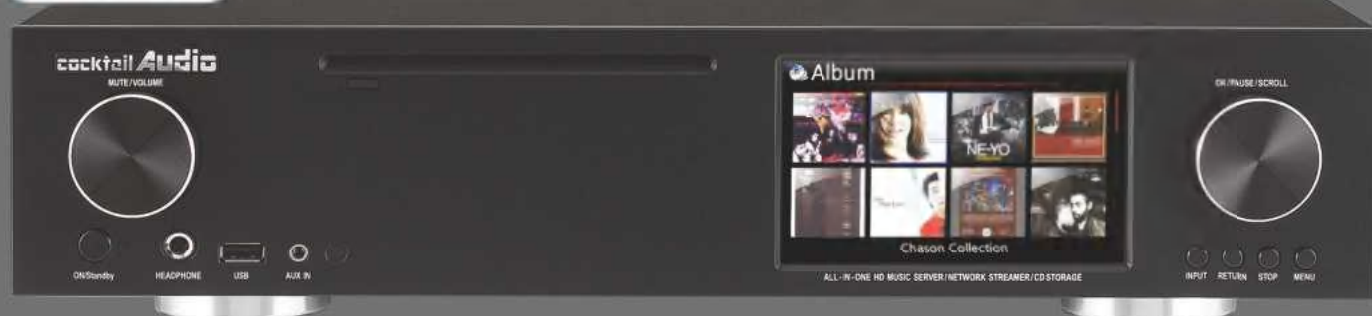 cocktail Audio
MUTE/VOLUME
ON/Standby
HEADPHONE
USB
AUX IN
Album
NE-YO
Chason Collection
ALL-IN-ONE HD MUSIC SERVER/NETWORK STREAMER/CD STORAGE
OK/PAUSE/SCROLL
INPUT
RETURN
STOP
MENU